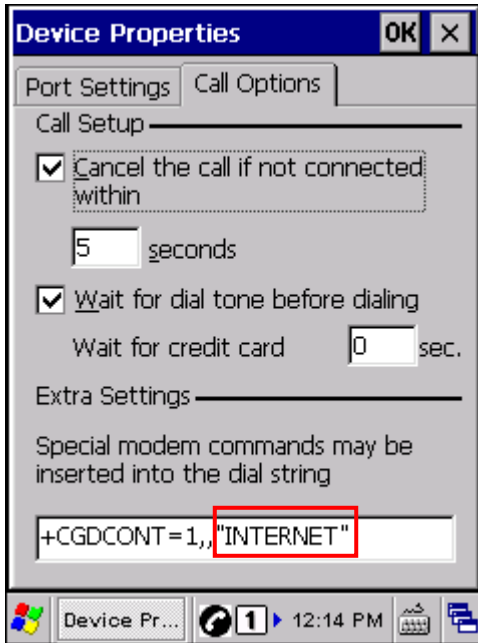 Device Properties OK ×
Port Settings Call Options
Call Setup
Cancel the call if not connected
within
5 seconds
Wait for dial tone before dialing
Wait for credit card 0 sec.
Extra Settings
Special modem commands may be
inserted into the dial string
+CGDCONT=1,,"INTERNET"
Device Pr... 1 12:14 PM